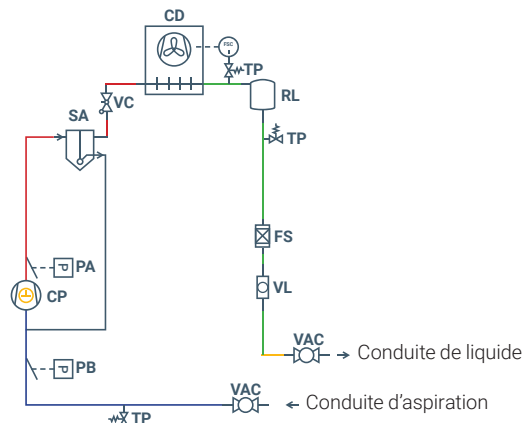 CD
FSC
TP
RL
VC
SA
TP
PA
P
CP
FS
VL
VAC
Conduite de liquide
PB
P
VAC
Conduite d'aspiration
TP